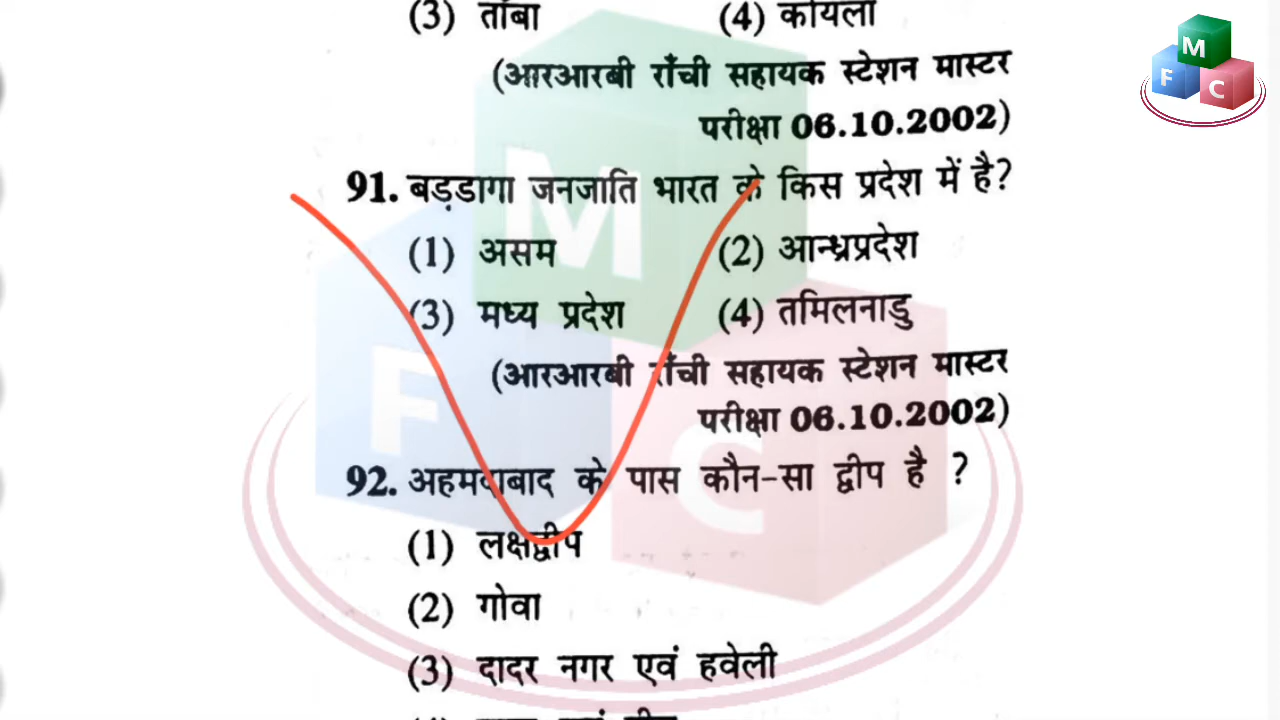 (3) ताँबा (4) कोयला
(आरआरबी राँची सहायक स्टेशन मास्टर
परीक्षा 06.10.2002)
91. बड़डागा जनजाति भारत के किस प्रदेश में है?
(1) असम (2) आन्ध्रप्रदेश
(3) मध्य प्रदेश (4) तमिलनाडु
(आरआरबी राँची सहायक स्टेशन मास्टर
परीक्षा 06.10.2002)
92. अहमदाबाद के पास कौन-सा द्वीप है ?
(1) लक्षद्वीप
(2) गोवा
(3) दादर नगर एवं हवेली
M
F C
M
F C